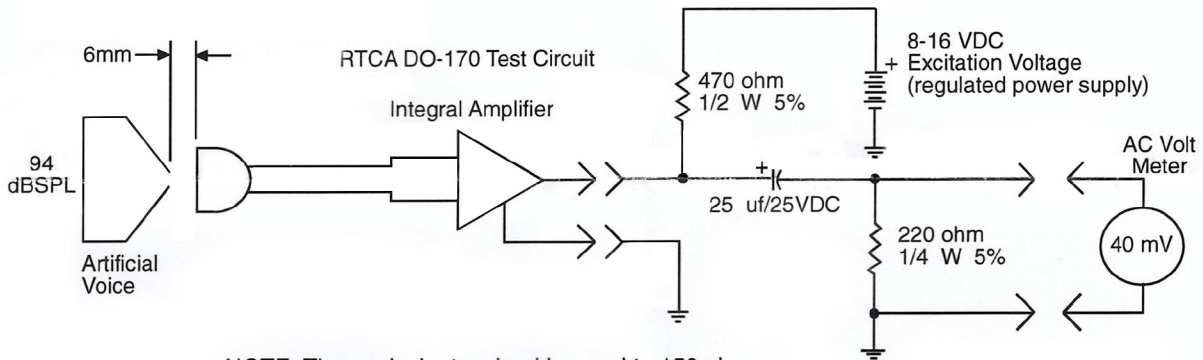 6mm
RTCA DO-170 Test Circuit
Integral Amplifier
94
dBSPL
Artificial
Voice
470 ohm
1/2 W 5%
+
8-16 VDC
Excitation Voltage
(regulated power supply)
+
25 uf/25VDC
220 ohm
1/4 W 5%
AC Volt
Meter
40 mV